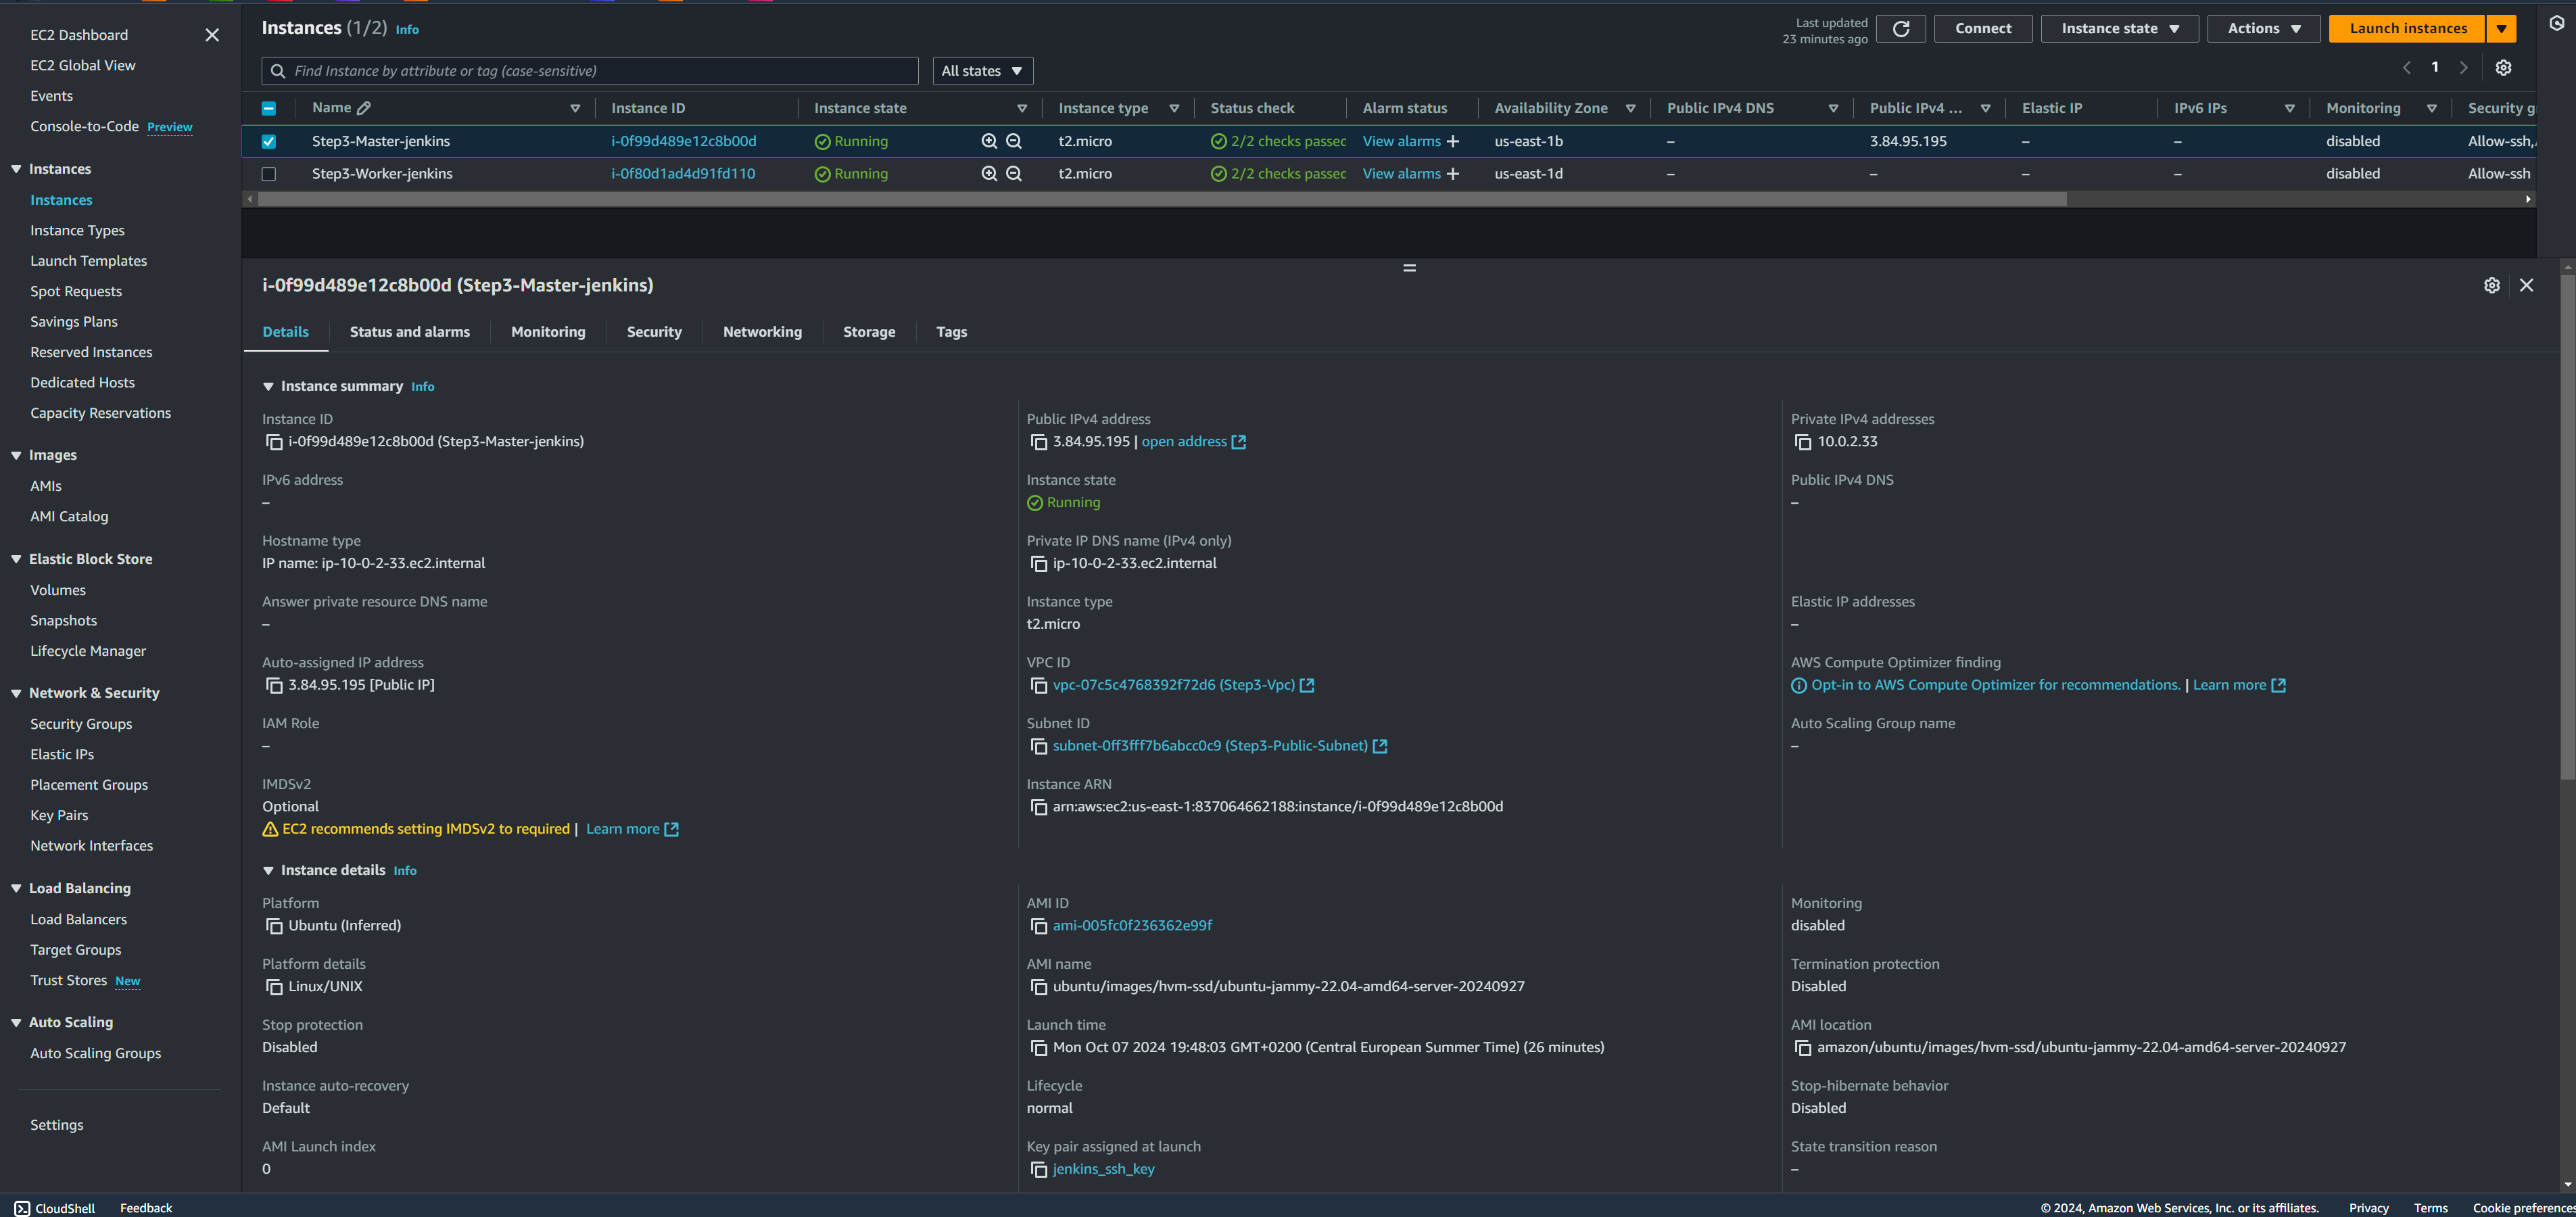 EC2 Dashboard
EC2 Global View
Events
Console-to-Code Preview
Instances
Instances
Instance Types
Launch Templates
Spot Requests
Savings Plans
Reserved Instances
Dedicated Hosts
Capacity Reservations
Images
AMIs
AMI Catalog
Elastic Block Store
Volumes
Snapshots
Lifecycle Manager
Network & Security
Security Groups
Elastic IPs
Placement Groups
Key Pairs
Network Interfaces
Load Balancing
Load Balancers
Target Groups
Trust Stores New
Auto Scaling
Auto Scaling Groups
Settings
Instances (1/2) Info
Last updated
23 minutes ago
Connect
Instance state
Actions
Launch instances
Find Instance by attribute or tag (case-sensitive)
All states
1
Name Instance ID Instance state Instance type Status check Alarm status Availability Zone Public IPv4 DNS Public IPv4 ... Elastic IP IPv6 IPs Monitoring Security g
Step3-Master-jenkins i-0f99d489e12c8b00d Running t2.micro 2/2 checks passec View alarms + us-east-1b – 3.84.95.195 – – disabled Allow-ssh,
Step3-Worker-jenkins i-0f80d1ad4d91fd110 Running t2.micro 2/2 checks passec View alarms + us-east-1d – – – – disabled Allow-ssh
i-0f99d489e12c8b00d (Step3-Master-jenkins)
Details Status and alarms Monitoring Security Networking Storage Tags
Instance summary Info
Instance ID
i-0f99d489e12c8b00d (Step3-Master-jenkins)
Public IPv4 address
3.84.95.195 | open address
Private IPv4 addresses
10.0.2.33
IPv6 address
–
Instance state
Running
Public IPv4 DNS
–
Hostname type
IP name: ip-10-0-2-33.ec2.internal
Private IP DNS name (IPv4 only)
ip-10-0-2-33.ec2.internal
Answer private resource DNS name
–
Instance type
t2.micro
Elastic IP addresses
–
Auto-assigned IP address
3.84.95.195 [Public IP]
VPC ID
vpc-07c5c4768392f72d6 (Step3-Vpc)
AWS Compute Optimizer finding
Opt-in to AWS Compute Optimizer for recommendations. | Learn more
IAM Role
–
Subnet ID
subnet-0ff3fff7b6abcc0c9 (Step3-Public-Subnet)
Auto Scaling Group name
–
IMDSv2
Optional
EC2 recommends setting IMDSv2 to required | Learn more
Instance ARN
arn:aws:ec2:us-east-1:837064662188:instance/i-0f99d489e12c8b00d
Instance details Info
Platform
Ubuntu (Inferred)
AMI ID
ami-005fc0f236362e99f
Monitoring
disabled
Platform details
Linux/UNIX
AMI name
ubuntu/images/hvm-ssd/ubuntu-jammy-22.04-amd64-server-20240927
Termination protection
Disabled
Stop protection
Disabled
Launch time
Mon Oct 07 2024 19:48:03 GMT+0200 (Central European Summer Time) (26 minutes)
AMI location
amazon/ubuntu/images/hvm-ssd/ubuntu-jammy-22.04-amd64-server-20240927
Instance auto-recovery
Default
Lifecycle
normal
Stop-hibernate behavior
Disabled
AMI Launch index
0
Key pair assigned at launch
jenkins_ssh_key
State transition reason
–
CloudShell Feedback
© 2024, Amazon Web Services, Inc. or its affiliates. Privacy Terms Cookie preference